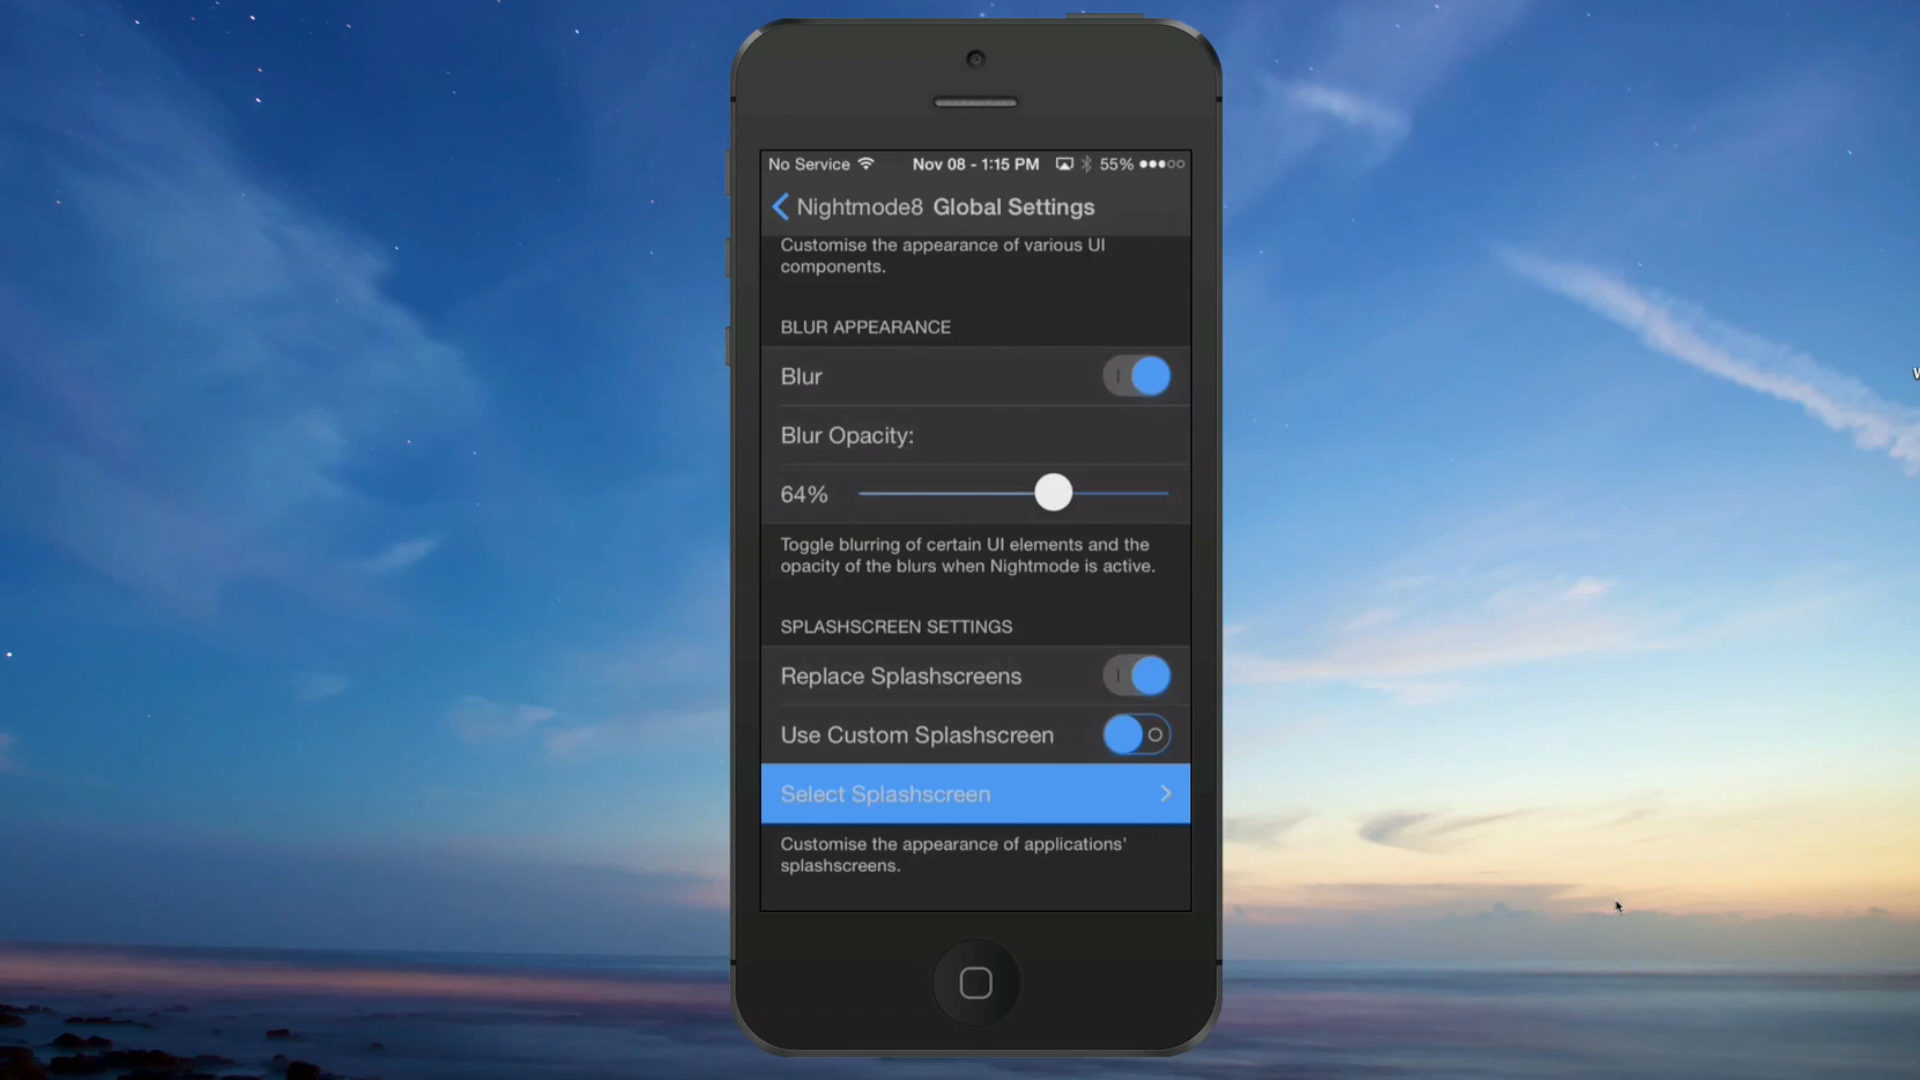 No Service Nov 08 - 1:15 PM 55%
Nightmode8 Global Settings
Customise the appearance of various UI
components.
BLUR APPEARANCE
Blur
Blur Opacity:
64%
Toggle blurring of certain UI elements and the
opacity of the blurs when Nightmode is active.
SPLASHSCREEN SETTINGS
Replace Splashscreens
Use Custom Splashscreen
Select Splashscreen
Customise the appearance of applications'
splashscreens.